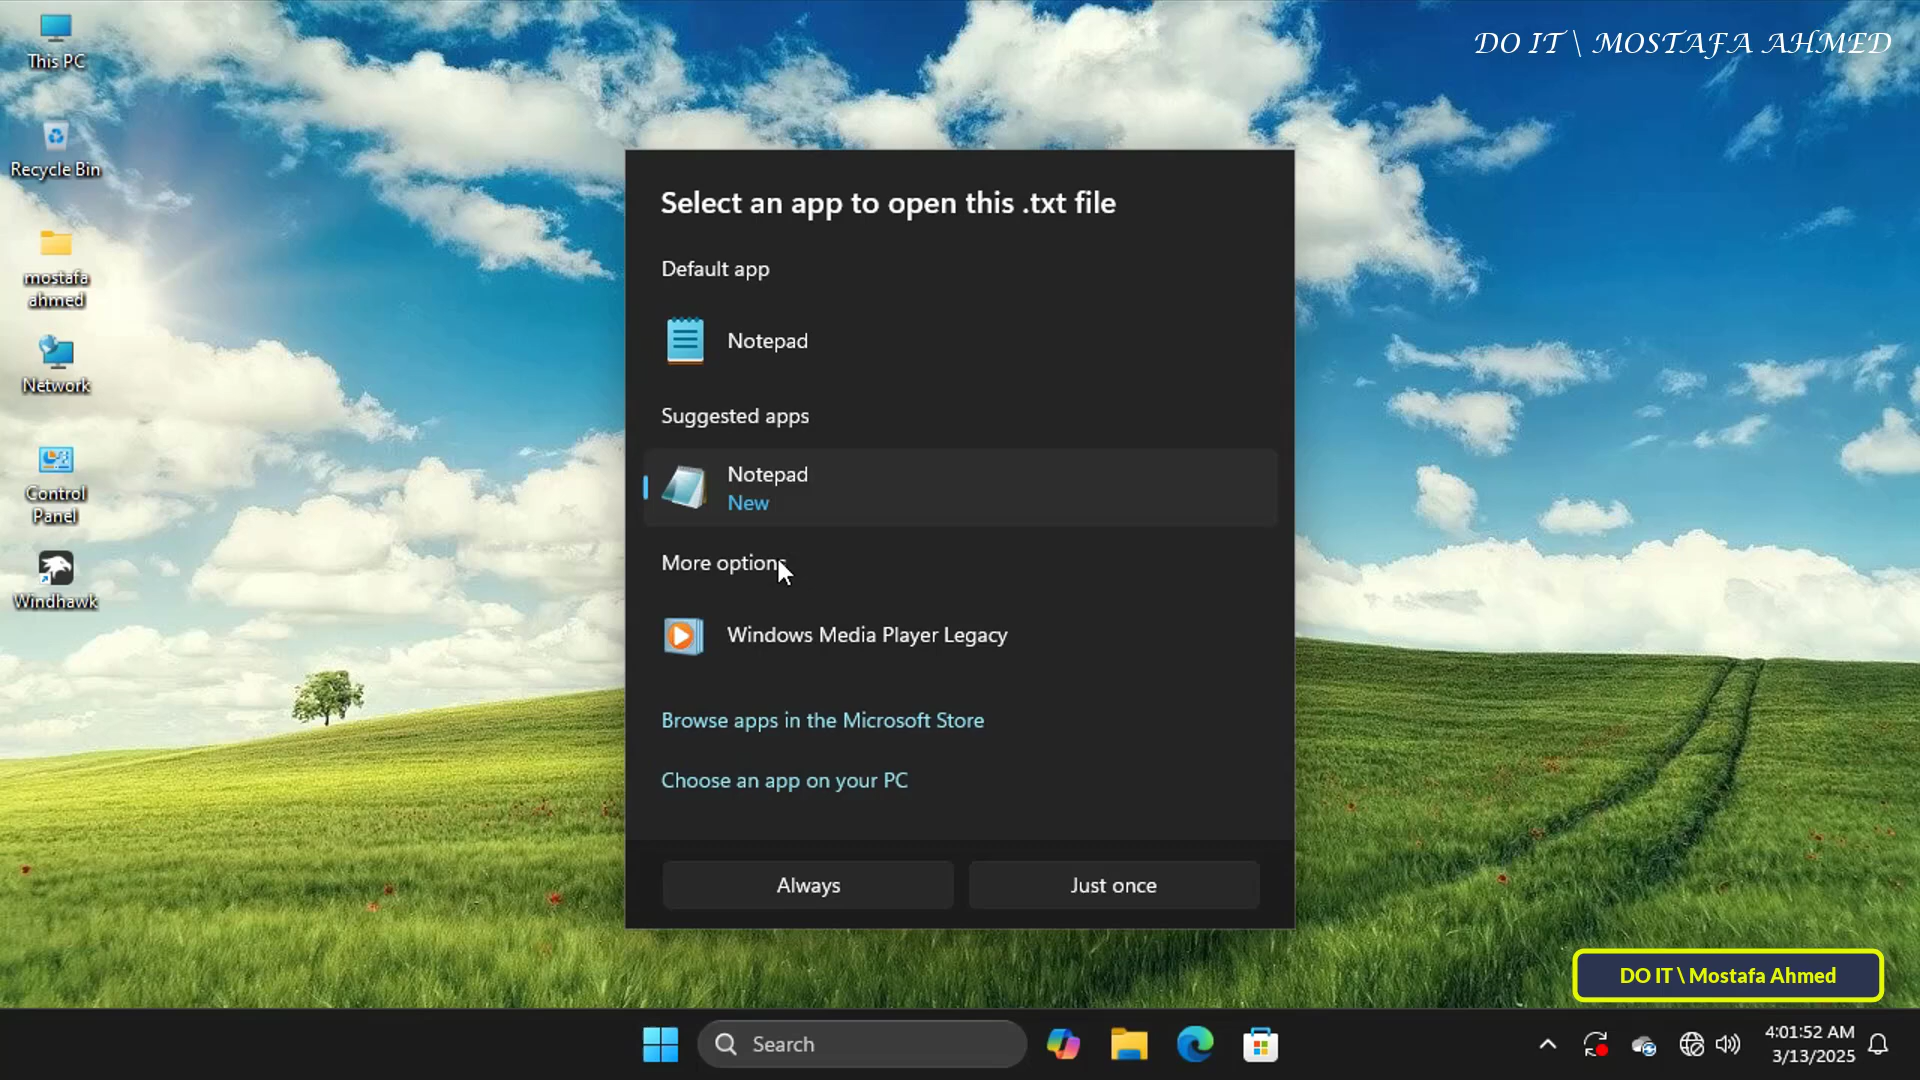 This PC
Recycle Bin
mostafa
ahmed
Network
Control
Panel
Windhawk
DO IT \ MOSTAFA AHMED
Select an app to open this .txt file
Default app
Notepad
Suggested apps
Notepad
New
More options
Windows Media Player Legacy
Browse apps in the Microsoft Store
Choose an app on your PC
Always
Just once
DO IT \ Mostafa Ahmed
Search
4:01:52 AM
3/13/2025